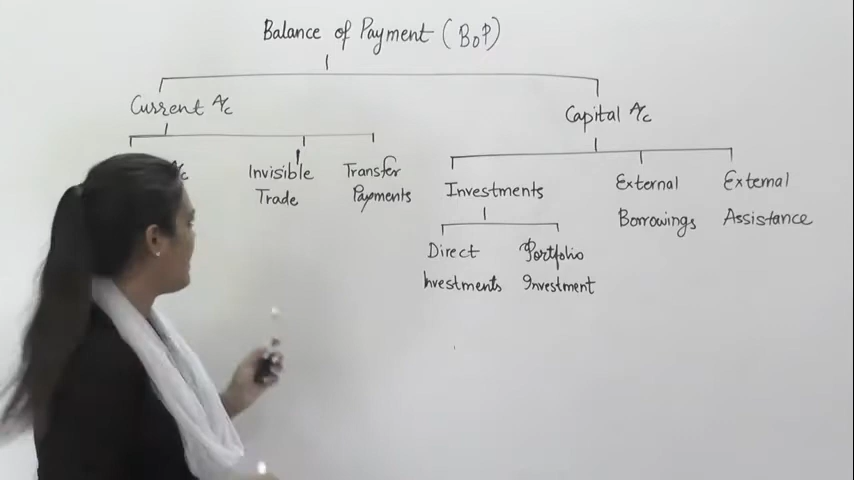 Balance of Payment (BoP)
Current A/c
Capital A/c
A/c
Invisible
Trade
Transfer
Payments
Investments
External
Borrowings
External
Assistance
Direct
Investments
Portfolio
Investment